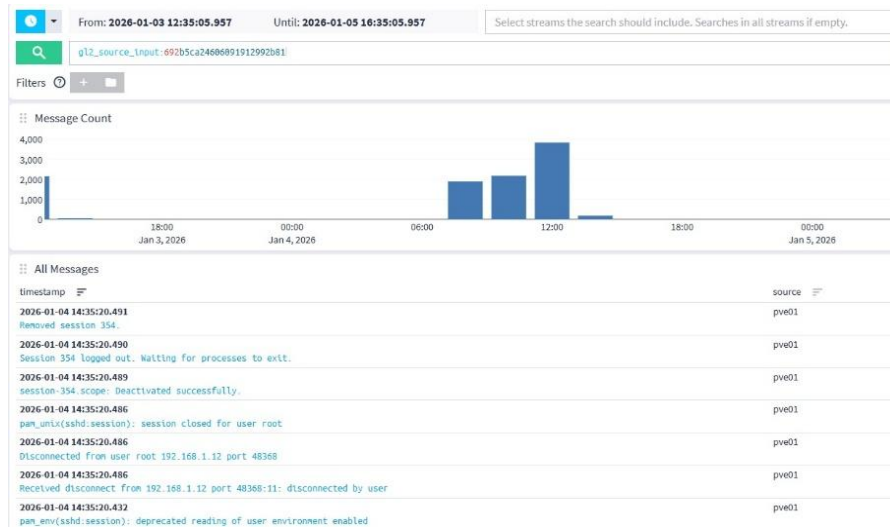 From: 2026-01-03 12:35:05.957 Until: 2026-01-05 16:35:05.957 Select streams the search should include. Searches in all streams if empty.
gl2_source_input:692b5ca24606091912992b81
Filters
Message Count
4,000
3,000
2,000
1,000
0
18:00 00:00 06:00 12:00 18:00 00:00
Jan 3, 2026 Jan 4, 2026 Jan 5, 2026
All Messages
timestamp source
2026-01-04 14:35:20.491 pve01
Removed session 354.
2026-01-04 14:35:20.490 pve01
Session 354 logged out. Waiting for processes to exit.
2026-01-04 14:35:20.489 pve01
session-354.scope: Deactivated successfully.
2026-01-04 14:35:20.486 pve01
pam_unix(sshd:session): session closed for user root
2026-01-04 14:35:20.486 pve01
Disconnected from user root 192.168.1.12 port 48368
2026-01-04 14:35:20.486 pve01
Received disconnect from 192.168.1.12 port 48368:11: disconnected by user
2026-01-04 14:35:20.432 pve01
pam_env(sshd:session): deprecated reading of user environment enabled